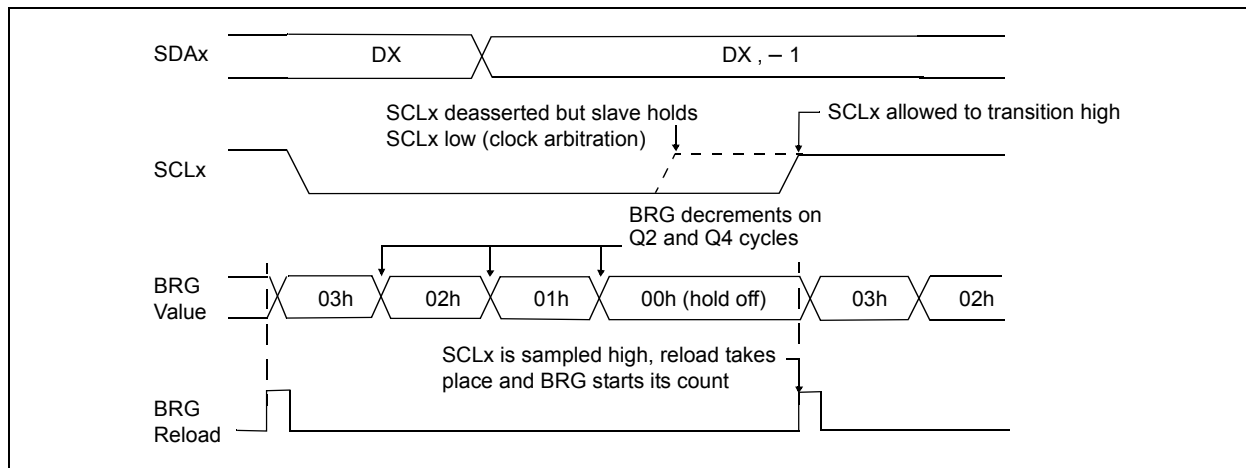 SDAx
DX
DX , – 1
SCLx deasserted but slave holds
SCLx low (clock arbitration)
SCLx allowed to transition high
SCLx
BRG decrements on
Q2 and Q4 cycles
BRG
Value
03h
02h
01h
00h (hold off)
03h
02h
SCLx is sampled high, reload takes
place and BRG starts its count
BRG
Reload